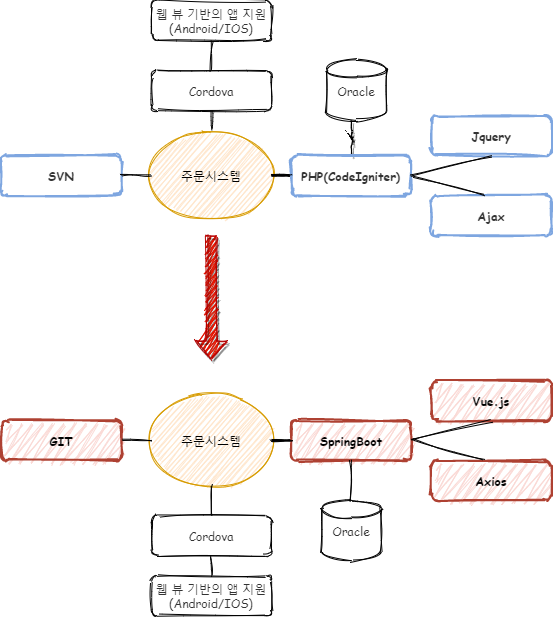 웹 뷰 기반의 앱 지원
(Android/IOS)
Cordova
Oracle
Jquery
SVN
주문시스템
PHP(CodeIgniter)
Ajax
Vue.js
GIT
주문시스템
SpringBoot
Axios
Cordova
Oracle
웹 뷰 기반의 앱 지원
(Android/IOS)